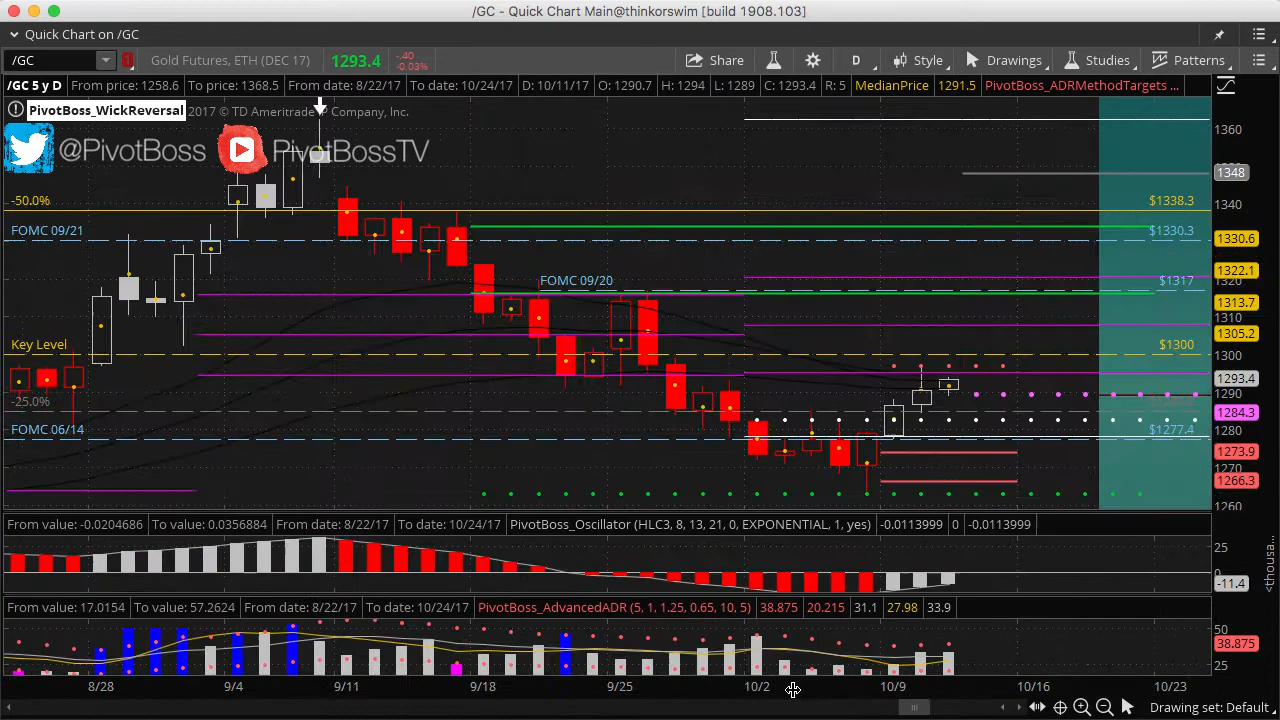 /GC - Quick Chart Main@thinkorswim [build 1908.103]
Quick Chart on /GC
/GC Gold Futures, ETH (DEC 17) 1293.4 -.40 -0.03% Share D Style Drawings Studies Patterns
/GC 5 y D From price: 1258.6 To price: 1368.5 From date: 8/22/17 To date: 10/24/17 D: 10/11/17 O: 1290.7 H: 1294 L: 1289 C: 1293.4 R: 5 MedianPrice 1291.5 PivotBoss_ADRMethodTargets ...
PivotBoss_WickReversal 2017 © TD Ameritrade Company, Inc.
@PivotBoss PivotBossTV
1360
1348
-50.0% $1338.3 1340
FOMC 09/21 $1330.3 1330.6
FOMC 09/20 $1317 1322.1
1320
1313.7
1310
1305.2
Key Level $1300 1300
1293.4
1290
-25.0% 1284.3
FOMC 06/14 $1277.4 1280
1273.9
1270
1266.3
1260
From value: -0.0204686 To value: 0.0356884 From date: 8/22/17 To date: 10/24/17 PivotBoss_Oscillator (HLC3, 8, 13, 21, 0, EXPONENTIAL, 1, yes) -0.0113999 0 -0.0113999
25
0
-11.4
<thousa...
From value: 17.0154 To value: 57.2624 From date: 8/22/17 To date: 10/24/17 PivotBoss_AdvancedADR (5, 1, 1.25, 0.65, 10, 5) 38.875 20.215 31.1 27.98 33.9
50
38.875
25
8/28 9/4 9/11 9/18 9/25 10/2 10/9 10/16 10/23
Drawing set: Default